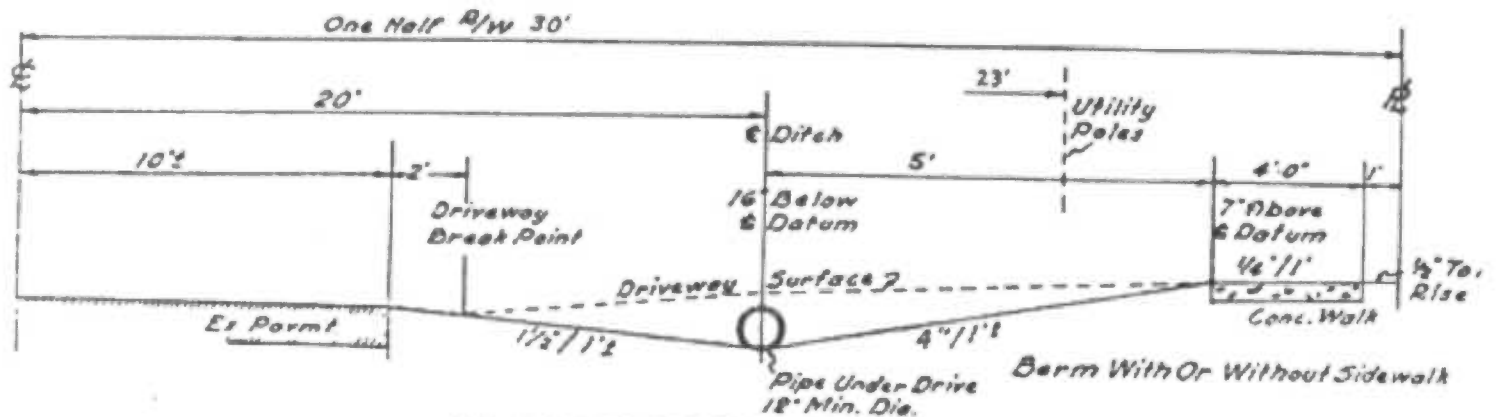 One Half R/W 30'
20'
23'
Utility
Poles
℄ Ditch
10'±
2'
5'
4'-0"
1'
16" Below
℄ Datum
7" Above
℄ Datum
Driveway
Break Point
1/4"/1'
1/2" To
Rise
Driveway Surface
Ex Pavmt
1 1/2"/1'±
4"/1'±
Conc. Walk
Pipe Under Drive
12" Min. Dia.
Berm With Or Without Sidewalk